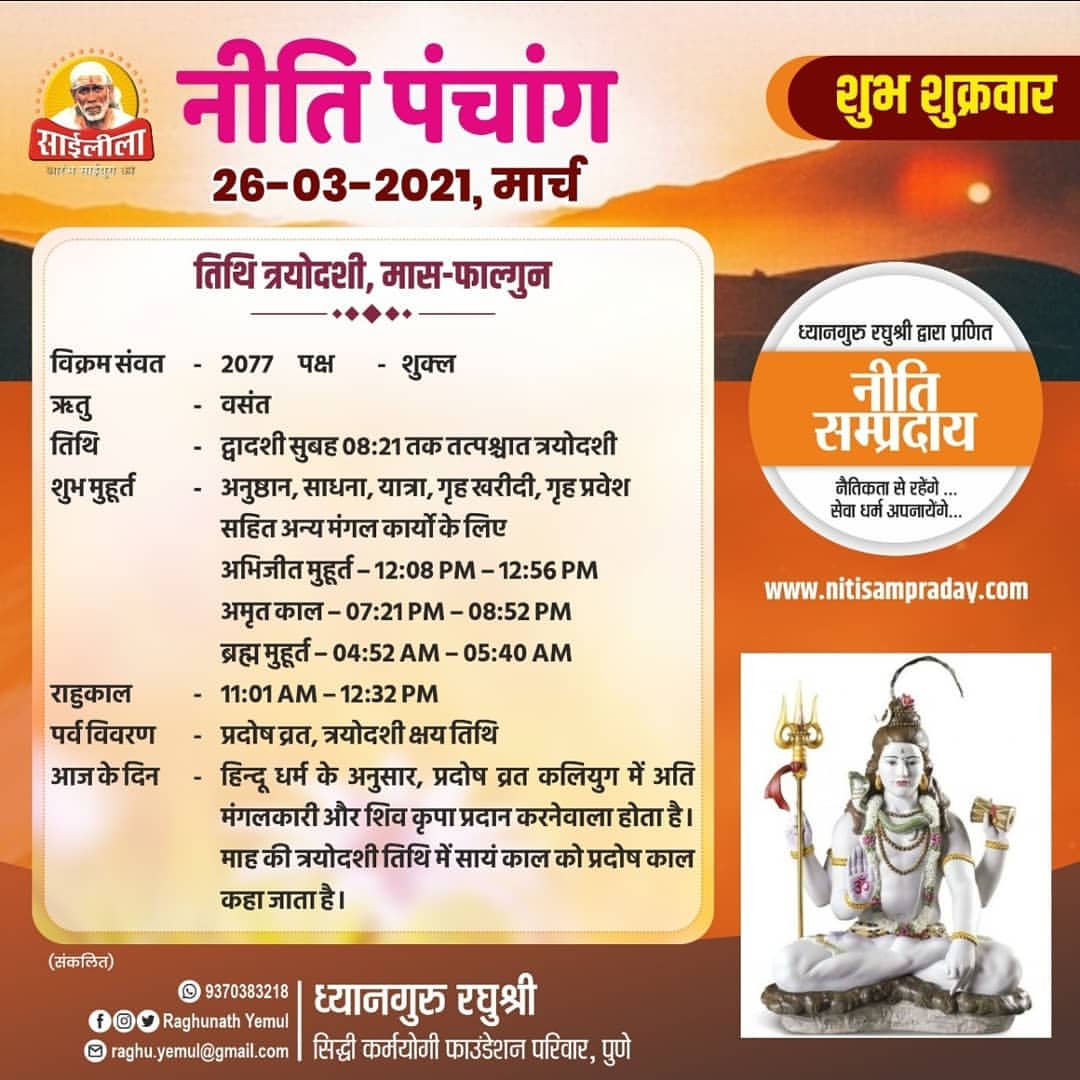 साईलीला
आरंभ साईयुग का
नीति पंचांग
26-03-2021, मार्च
शुभ शुक्रवार
तिथि त्रयोदशी, मास-फाल्गुन
विक्रम संवत - 2077 पक्ष - शुक्ल
ऋतु - वसंत
तिथि - द्वादशी सुबह 08:21 तक तत्पश्चात त्रयोदशी
शुभ मुहूर्त - अनुष्ठान, साधना, यात्रा, गृह खरीदी, गृह प्रवेश
सहित अन्य मंगल कार्यो के लिए
अभिजीत मुहूर्त – 12:08 PM – 12:56 PM
अमृत काल – 07:21 PM – 08:52 PM
ब्रह्म मुहूर्त – 04:52 AM – 05:40 AM
राहुकाल - 11:01 AM – 12:32 PM
पर्व विवरण - प्रदोष व्रत, त्रयोदशी क्षय तिथि
आज के दिन - हिन्दू धर्म के अनुसार, प्रदोष व्रत कलियुग में अति
मंगलकारी और शिव कृपा प्रदान करनेवाला होता है।
माह की त्रयोदशी तिथि में सायं काल को प्रदोष काल
कहा जाता है।
ध्यानगुरु रघुश्री द्वारा प्रणित
नीति
सम्प्रदाय
नैतिकता से रहेंगे ...
सेवा धर्म अपनायेंगे...
www.nitisampraday.com
ॐ
(संकलित)
9370383218
Raghunath Yemul
raghu.yemul@gmail.com
ध्यानगुरु रघुश्री
सिद्धी कर्मयोगी फाउंडेशन परिवार, पुणे